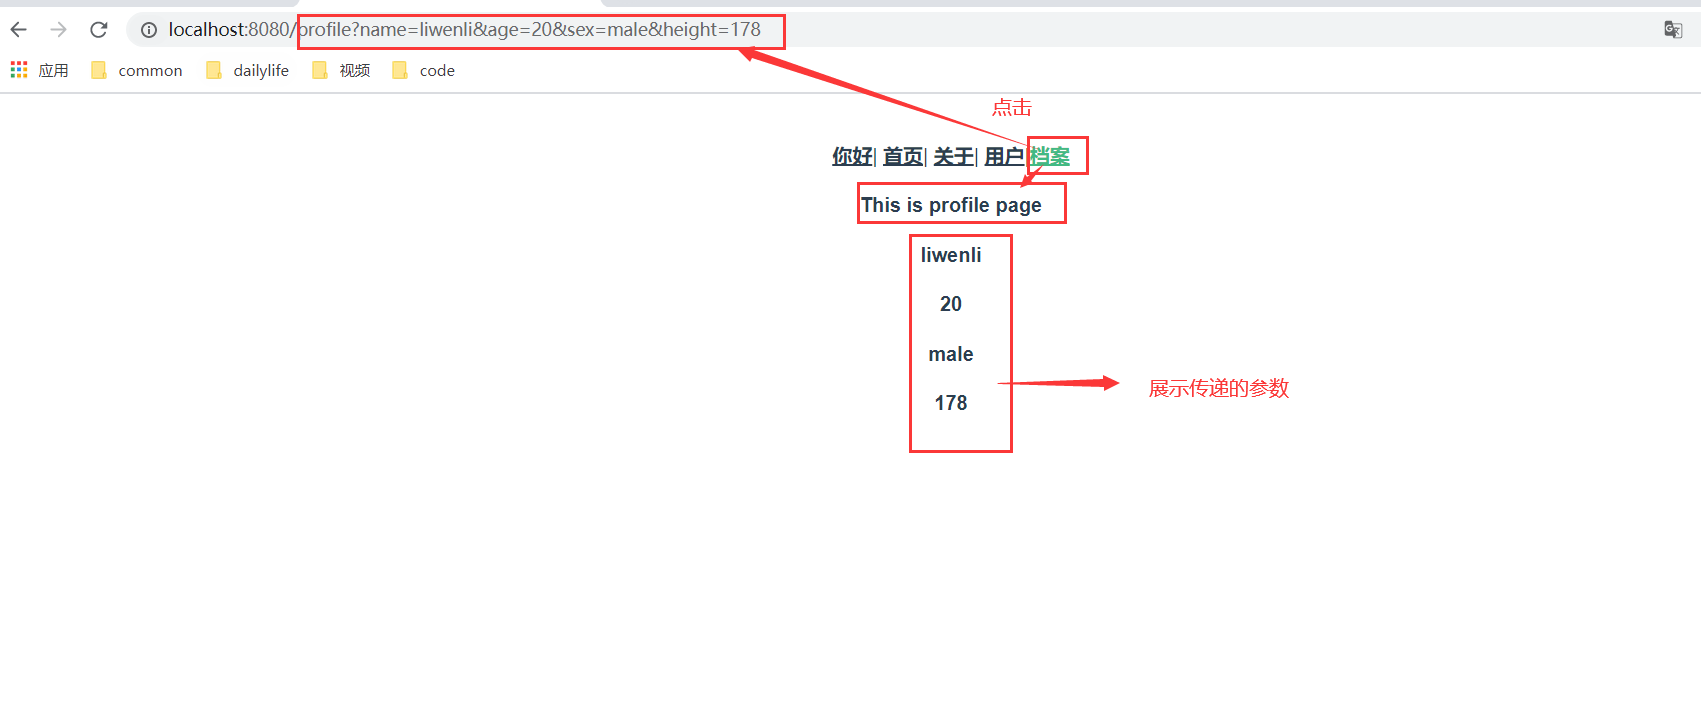 localhost:8080/profile?name=liwenli&age=20&sex=male&height=178
应用 common dailylife 视频 code
点击
你好| 首页| 关于| 用户|档案
This is profile page
liwenli
20
male
178
展示传递的参数